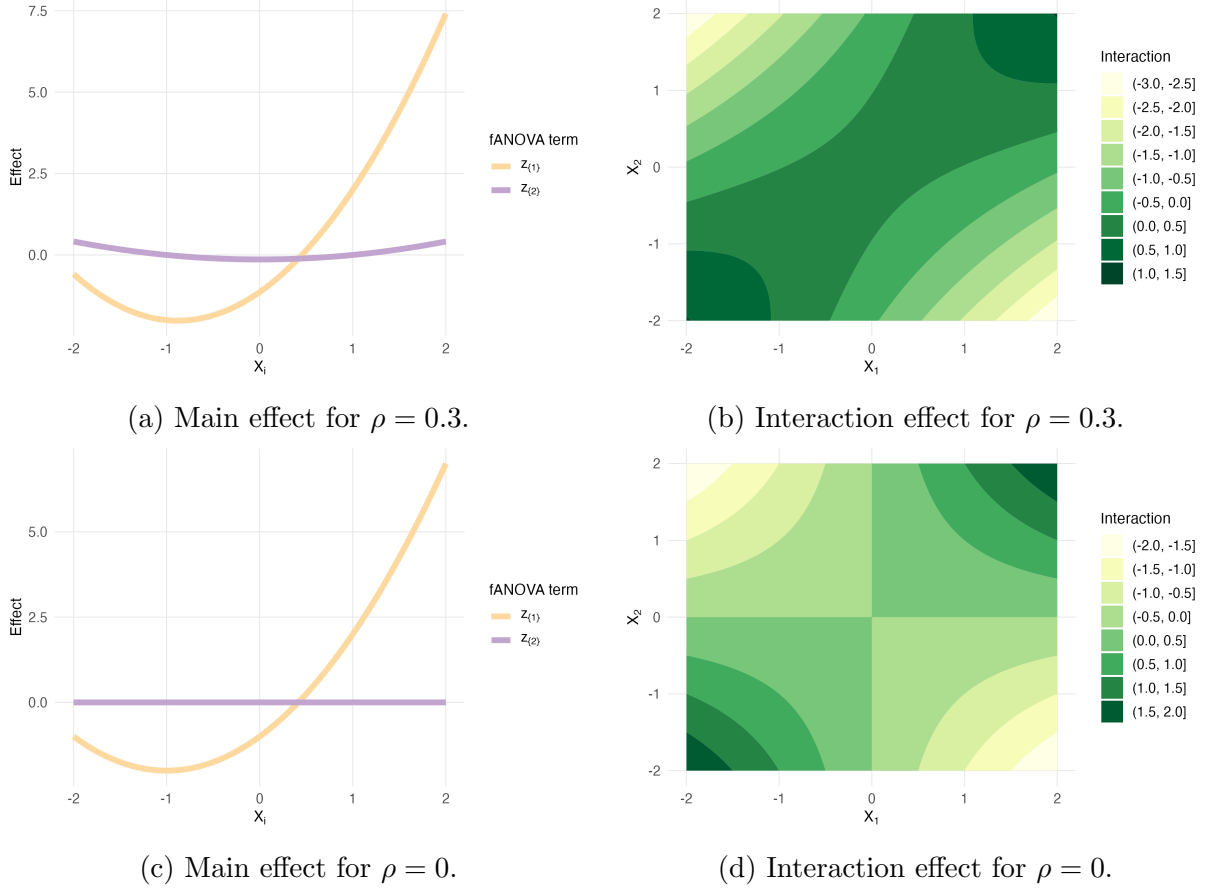 7.5
5.0
2.5
0.0
Effect
-2 -1 0 1 2
X_i
fANOVA term
z_{1}
z_{2}
2
1
0
-1
-2
X_2
-2 -1 0 1 2
X_1
Interaction
(-3.0, -2.5]
(-2.5, -2.0]
(-2.0, -1.5]
(-1.5, -1.0]
(-1.0, -0.5]
(-0.5, 0.0]
(0.0, 0.5]
(0.5, 1.0]
(1.0, 1.5]
(a) Main effect for ρ = 0.3.
(b) Interaction effect for ρ = 0.3.
5.0
2.5
0.0
Effect
-2 -1 0 1 2
X_i
fANOVA term
z_{1}
z_{2}
2
1
0
-1
-2
X_2
-2 -1 0 1 2
X_1
Interaction
(-2.0, -1.5]
(-1.5, -1.0]
(-1.0, -0.5]
(-0.5, 0.0]
(0.0, 0.5]
(0.5, 1.0]
(1.0, 1.5]
(1.5, 2.0]
(c) Main effect for ρ = 0.
(d) Interaction effect for ρ = 0.